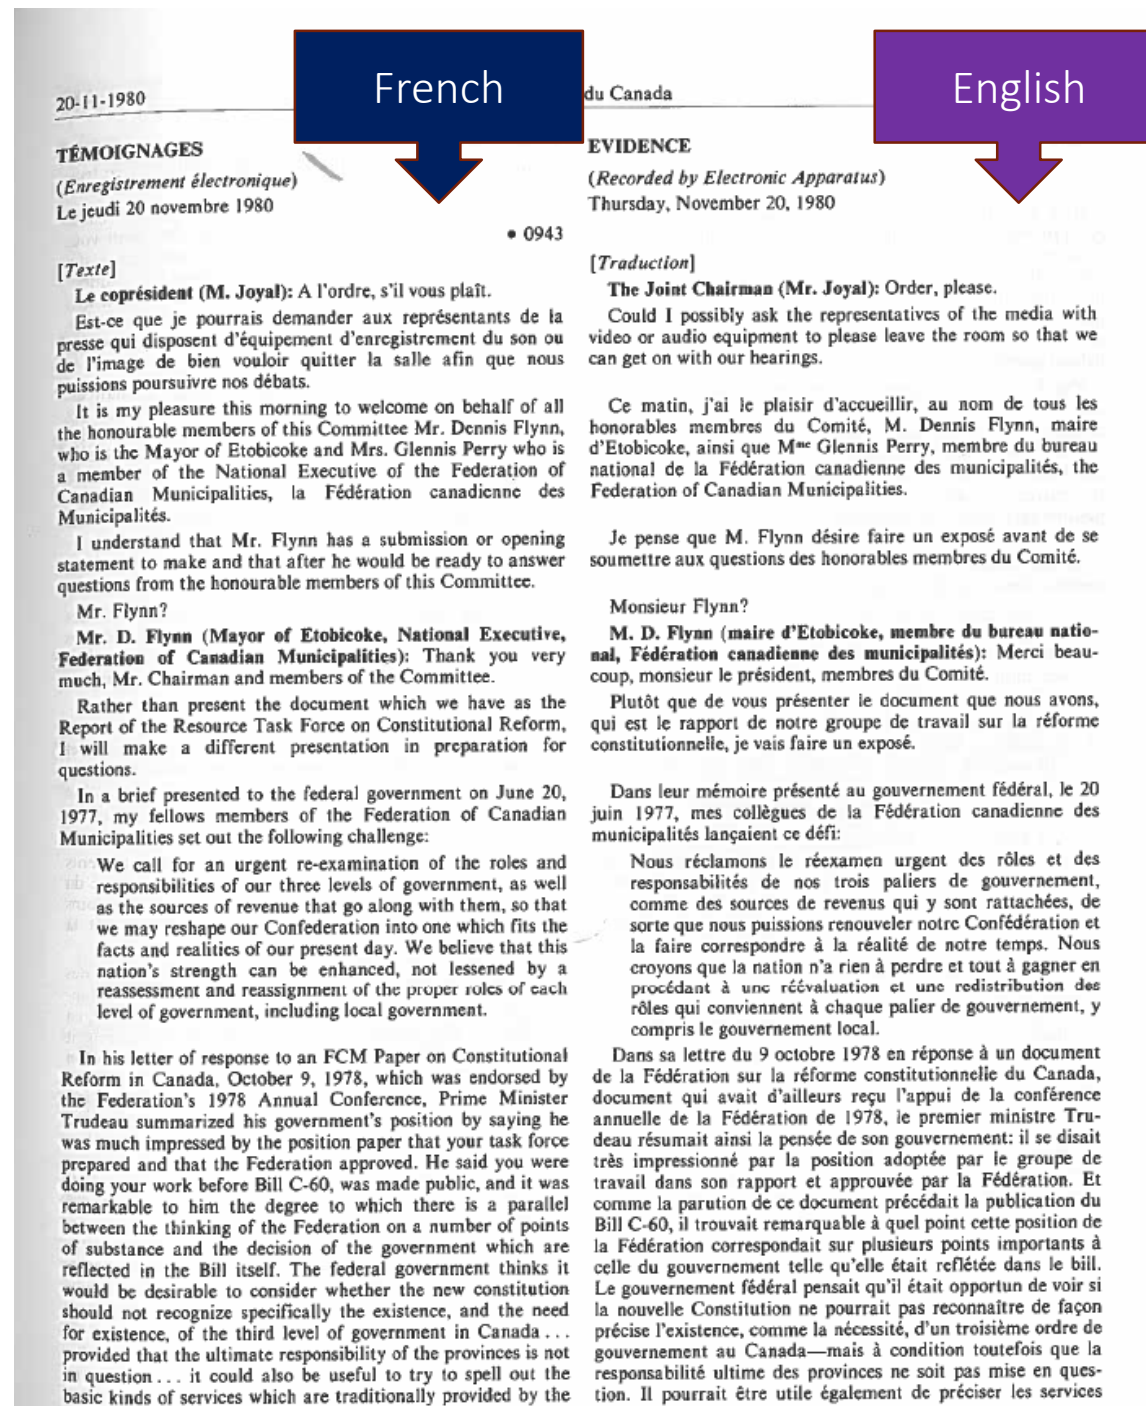 French
English
20-11-1980
du Canada
TÉMOIGNAGES
(Enregistrement électronique)
Le jeudi 20 novembre 1980
• 0943
[Texte]
Le coprésident (M. Joyal): A l'ordre, s'il vous plaît.
Est-ce que je pourrais demander aux représentants de la
presse qui disposent d'équipement d'enregistrement du son ou
de l'image de bien vouloir quitter la salle afin que nous
puissions poursuivre nos débats.
It is my pleasure this morning to welcome on behalf of all
the honourable members of this Committee Mr. Dennis Flynn,
who is the Mayor of Etobicoke and Mrs. Glennis Perry who is
a member of the National Executive of the Federation of
Canadian Municipalities, la Fédération canadienne des
Municipalités.
I understand that Mr. Flynn has a submission or opening
statement to make and that after he would be ready to answer
questions from the honourable members of this Committee.
Mr. Flynn?
Mr. D. Flynn (Mayor of Etobicoke, National Executive,
Federation of Canadian Municipalities): Thank you very
much, Mr. Chairman and members of the Committee.
Rather than present the document which we have as the
Report of the Resource Task Force on Constitutional Reform,
I will make a different presentation in preparation for
questions.
In a brief presented to the federal government on June 20,
1977, my fellows members of the Federation of Canadian
Municipalities set out the following challenge:
We call for an urgent re-examination of the roles and
responsibilities of our three levels of government, as well
as the sources of revenue that go along with them, so that
we may reshape our Confederation into one which fits the
facts and realities of our present day. We believe that this
nation's strength can be enhanced, not lessened by a
reassessment and reassignment of the proper roles of each
level of government, including local government.
In his letter of response to an FCM Paper on Constitutional
Reform in Canada, October 9, 1978, which was endorsed by
the Federation's 1978 Annual Conference, Prime Minister
Trudeau summarized his government's position by saying he
was much impressed by the position paper that your task force
prepared and that the Federation approved. He said you were
doing your work before Bill C-60, was made public, and it was
remarkable to him the degree to which there is a parallel
between the thinking of the Federation on a number of points
of substance and the decision of the government which are
reflected in the Bill itself. The federal government thinks it
would be desirable to consider whether the new constitution
should not recognize specifically the existence, and the need
for existence, of the third level of government in Canada . . .
provided that the ultimate responsibility of the provinces is not
in question . . . it could also be useful to try to spell out the
basic kinds of services which are traditionally provided by the
EVIDENCE
(Recorded by Electronic Apparatus)
Thursday, November 20, 1980
[Traduction]
The Joint Chairman (Mr. Joyal): Order, please.
Could I possibly ask the representatives of the media with
video or audio equipment to please leave the room so that we
can get on with our hearings.
Ce matin, j'ai le plaisir d'accueillir, au nom de tous les
honorables membres du Comité, M. Dennis Flynn, maire
d'Etobicoke, ainsi que Mme Glennis Perry, membre du bureau
national de la Fédération canadienne des municipalités, the
Federation of Canadian Municipalities.
Je pense que M. Flynn désire faire un exposé avant de se
soumettre aux questions des honorables membres du Comité.
Monsieur Flynn?
M. D. Flynn (maire d'Etobicoke, membre du bureau natio-
nal, Fédération canadienne des municipalités): Merci beau-
coup, monsieur le président, membres du Comité.
Plutôt que de vous présenter le document que nous avons,
qui est le rapport de notre groupe de travail sur la réforme
constitutionnelle, je vais faire un exposé.
Dans leur mémoire présenté au gouvernement fédéral, le 20
juin 1977, mes collègues de la Fédération canadienne des
municipalités lançaient ce défi:
Nous réclamons le réexamen urgent des rôles et des
responsabilités de nos trois paliers de gouvernement,
comme des sources de revenus qui y sont rattachées, de
sorte que nous puissions renouveler notre Confédération et
la faire correspondre à la réalité de notre temps. Nous
croyons que la nation n'a rien à perdre et tout à gagner en
procédant à une réévaluation et une redistribution des
rôles qui conviennent à chaque palier de gouvernement, y
compris le gouvernement local.
Dans sa lettre du 9 octobre 1978 en réponse à un document
de la Fédération sur la réforme constitutionnelle du Canada,
document qui avait d'ailleurs reçu l'appui de la conférence
annuelle de la Fédération de 1978, le premier ministre Tru-
deau résumait ainsi la pensée de son gouvernement: il se disait
très impressionné par la position adoptée par le groupe de
travail dans son rapport et approuvée par la Fédération. Et
comme la parution de ce document précédait la publication du
Bill C-60, il trouvait remarquable à quel point cette position de
la Fédération correspondait sur plusieurs points importants à
celle du gouvernement telle qu'elle était reflétée dans le bill.
Le gouvernement fédéral pensait qu'il était opportun de voir si
la nouvelle Constitution ne pourrait pas reconnaître de façon
précise l'existence, comme la nécessité, d'un troisième ordre de
gouvernement au Canada—mais à condition toutefois que la
responsabilité ultime des provinces ne soit pas mise en ques-
tion. Il pourrait être utile également de préciser les services